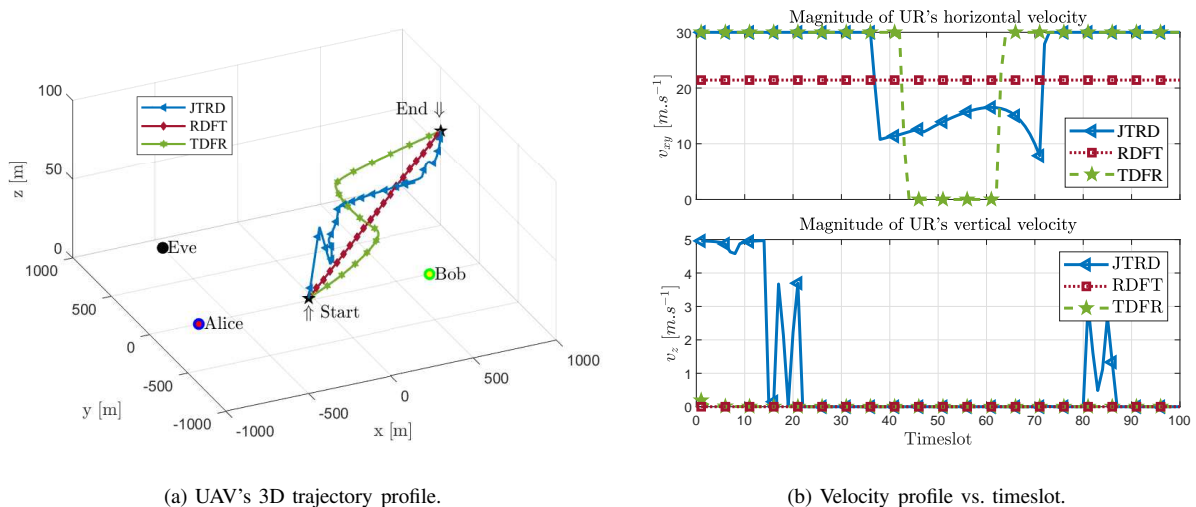 100
50
0
z [m]
1000
500
0
-500
-1000
y [m]
-1000
-500
0
500
1000
x [m]
JTRD
RDFT
TDFR
End ⇓
Eve
Bob
Alice
⇑ Start
(a) UAV's 3D trajectory profile.
Magnitude of UR's horizontal velocity
30
20
10
0
v_{xy} [m.s^{-1}]
JTRD
RDFT
TDFR
Magnitude of UR's vertical velocity
5
4
3
2
1
0
v_z [m.s^{-1}]
JTRD
RDFT
TDFR
0 10 20 30 40 50 60 70 80 90 100
Timeslot
(b) Velocity profile vs. timeslot.